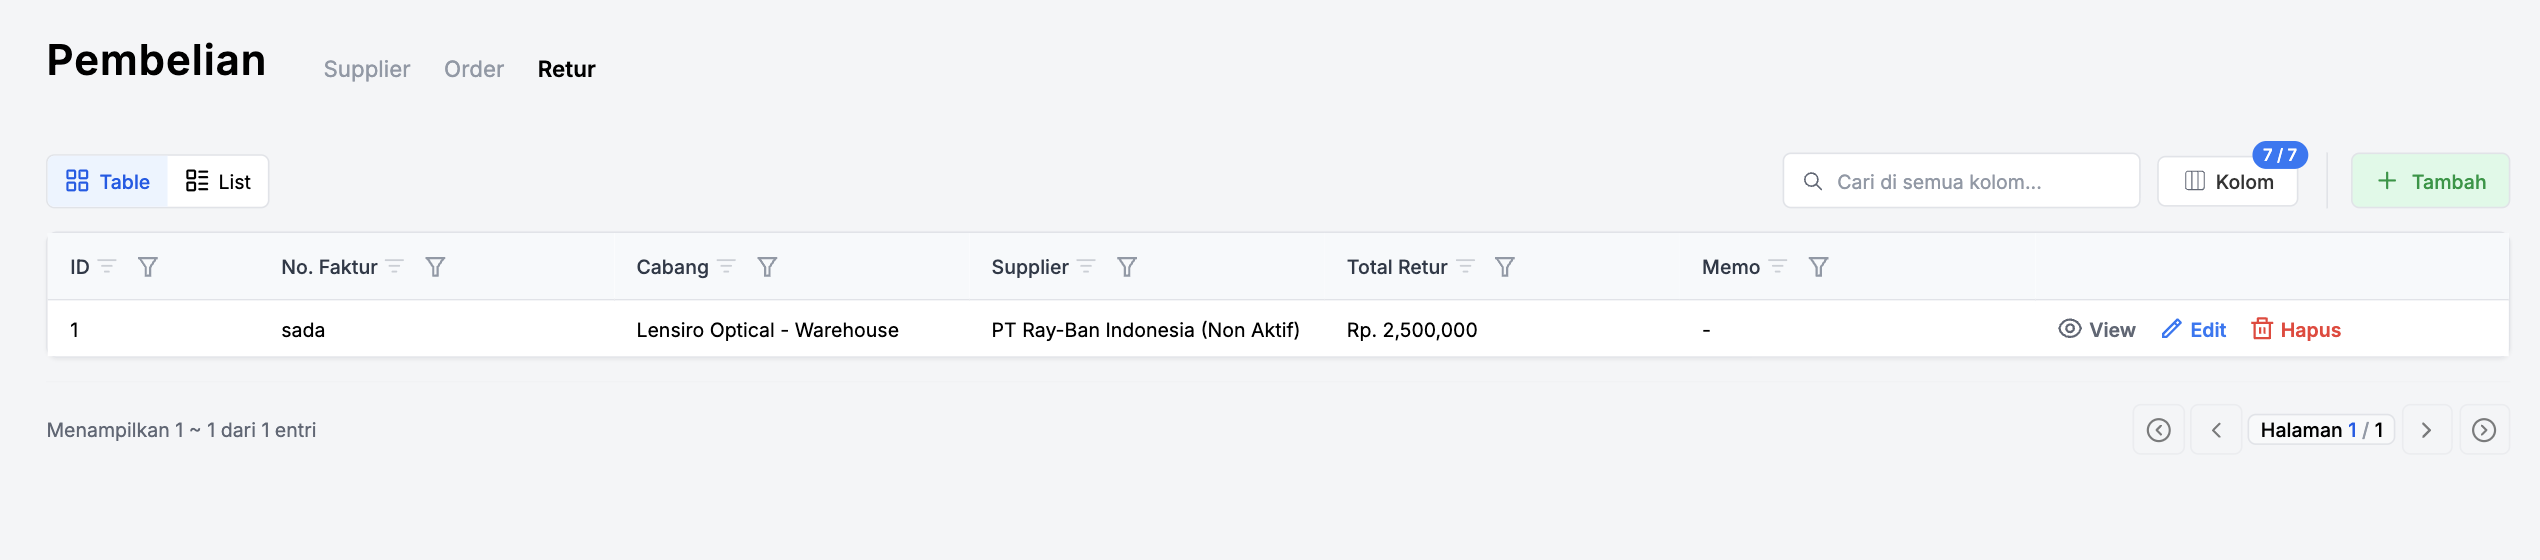 Pembelian Supplier Order Retur
Table List Cari di semua kolom... Kolom 7 / 7 Tambah
ID No. Faktur Cabang Supplier Total Retur Memo
1 sada Lensiro Optical - Warehouse PT Ray-Ban Indonesia (Non Aktif) Rp. 2,500,000 - View Edit Hapus
Menampilkan 1 ~ 1 dari 1 entri Halaman 1 / 1